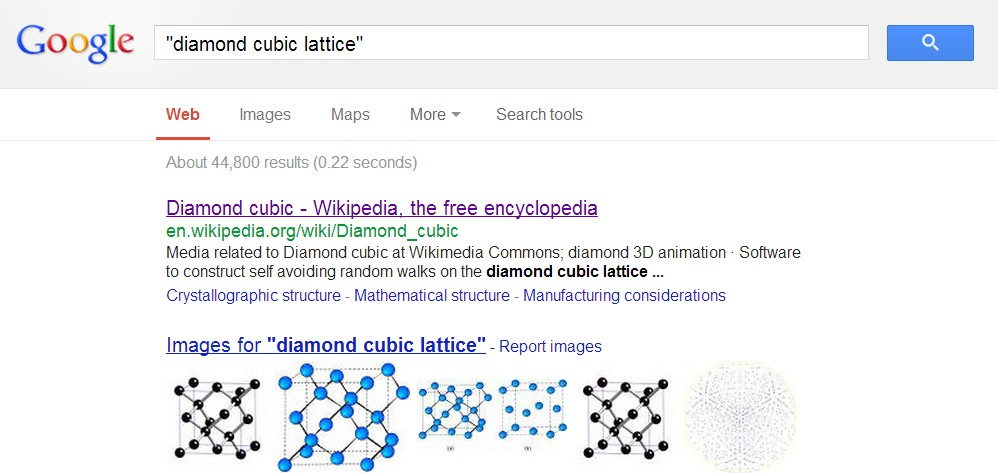 Google "diamond cubic lattice"
Web Images Maps More Search tools
About 44,800 results (0.22 seconds)
Diamond cubic - Wikipedia, the free encyclopedia
en.wikipedia.org/wiki/Diamond_cubic
Media related to Diamond cubic at Wikimedia Commons; diamond 3D animation · Software
to construct self avoiding random walks on the diamond cubic lattice ...
Crystallographic structure - Mathematical structure - Manufacturing considerations
Images for "diamond cubic lattice" - Report images
(a) (b)